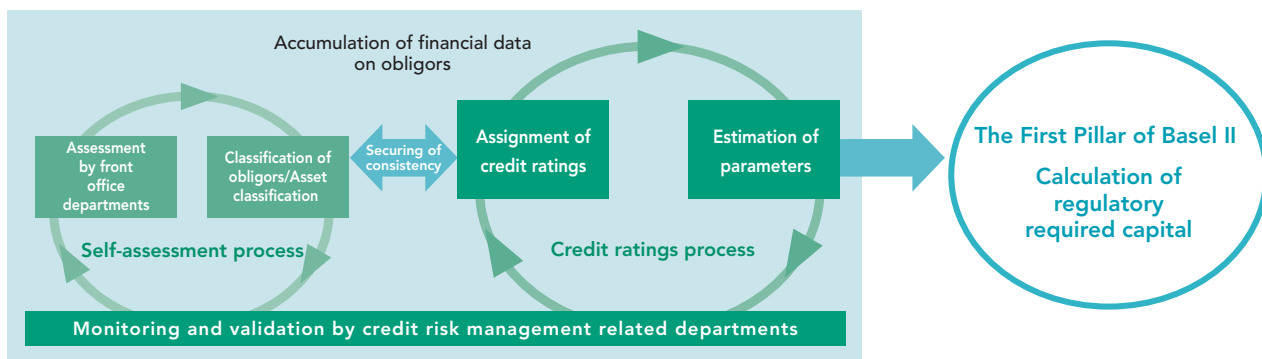 Accumulation of financial data
on obligors
Assessment
by front
office
departments
Classification of
obligors/Asset
classification
Securing of
consistency
Assignment of
credit ratings
Estimation of
parameters
Self-assessment process
Credit ratings process
Monitoring and validation by credit risk management related departments
The First Pillar of Basel II
Calculation of
regulatory
required capital